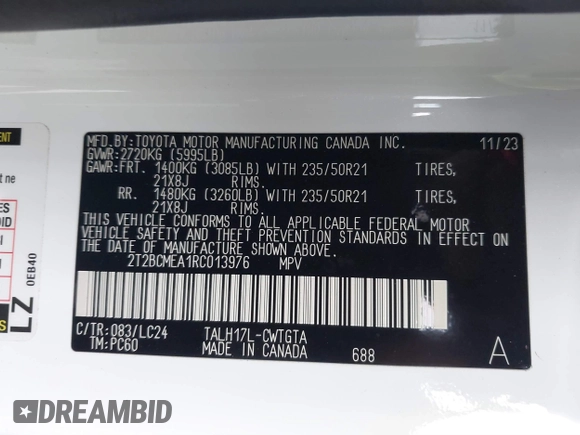 MFD.BY:TOYOTA MOTOR MANUFACTURING CANADA INC. 11/23
GVWR:2720KG (5995LB)
GAWR:FRT. 1400KG (3085LB) WITH 235/50R21 TIRES,
21X8J RIMS.
RR. 1480KG (3260LB) WITH 235/50R21 TIRES,
21X8J RIMS.
THIS VEHICLE CONFORMS TO ALL APPLICABLE FEDERAL MOTOR
VEHICLE SAFETY AND THEFT PREVENTION STANDARDS IN EFFECT ON
THE DATE OF MANUFACTURE SHOWN ABOVE.
2T2BCMEA1RC013976 MPV
C/TR:083/LC24 TALH17L-CWTGTA
TM:PC60 MADE IN CANADA 688 A
LZ 0EB40
DREAMBID